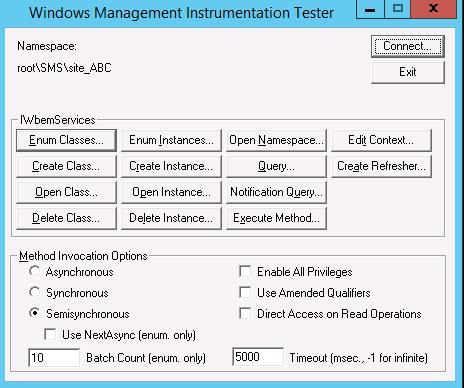 Windows Management Instrumentation Tester
Namespace:
Connect...
root\SMS\site_ABC
Exit
IWbemServices
Enum Classes... Enum Instances... Open Namespace... Edit Context...
Create Class... Create Instance... Query... Create Refresher...
Open Class... Open Instance... Notification Query...
Delete Class... Delete Instance... Execute Method...
Method Invocation Options
Asynchronous Enable All Privileges
Synchronous Use Amended Qualifiers
Semisynchronous Direct Access on Read Operations
Use NextAsync (enum. only)
10 Batch Count (enum. only) 5000 Timeout (msec., -1 for infinite)